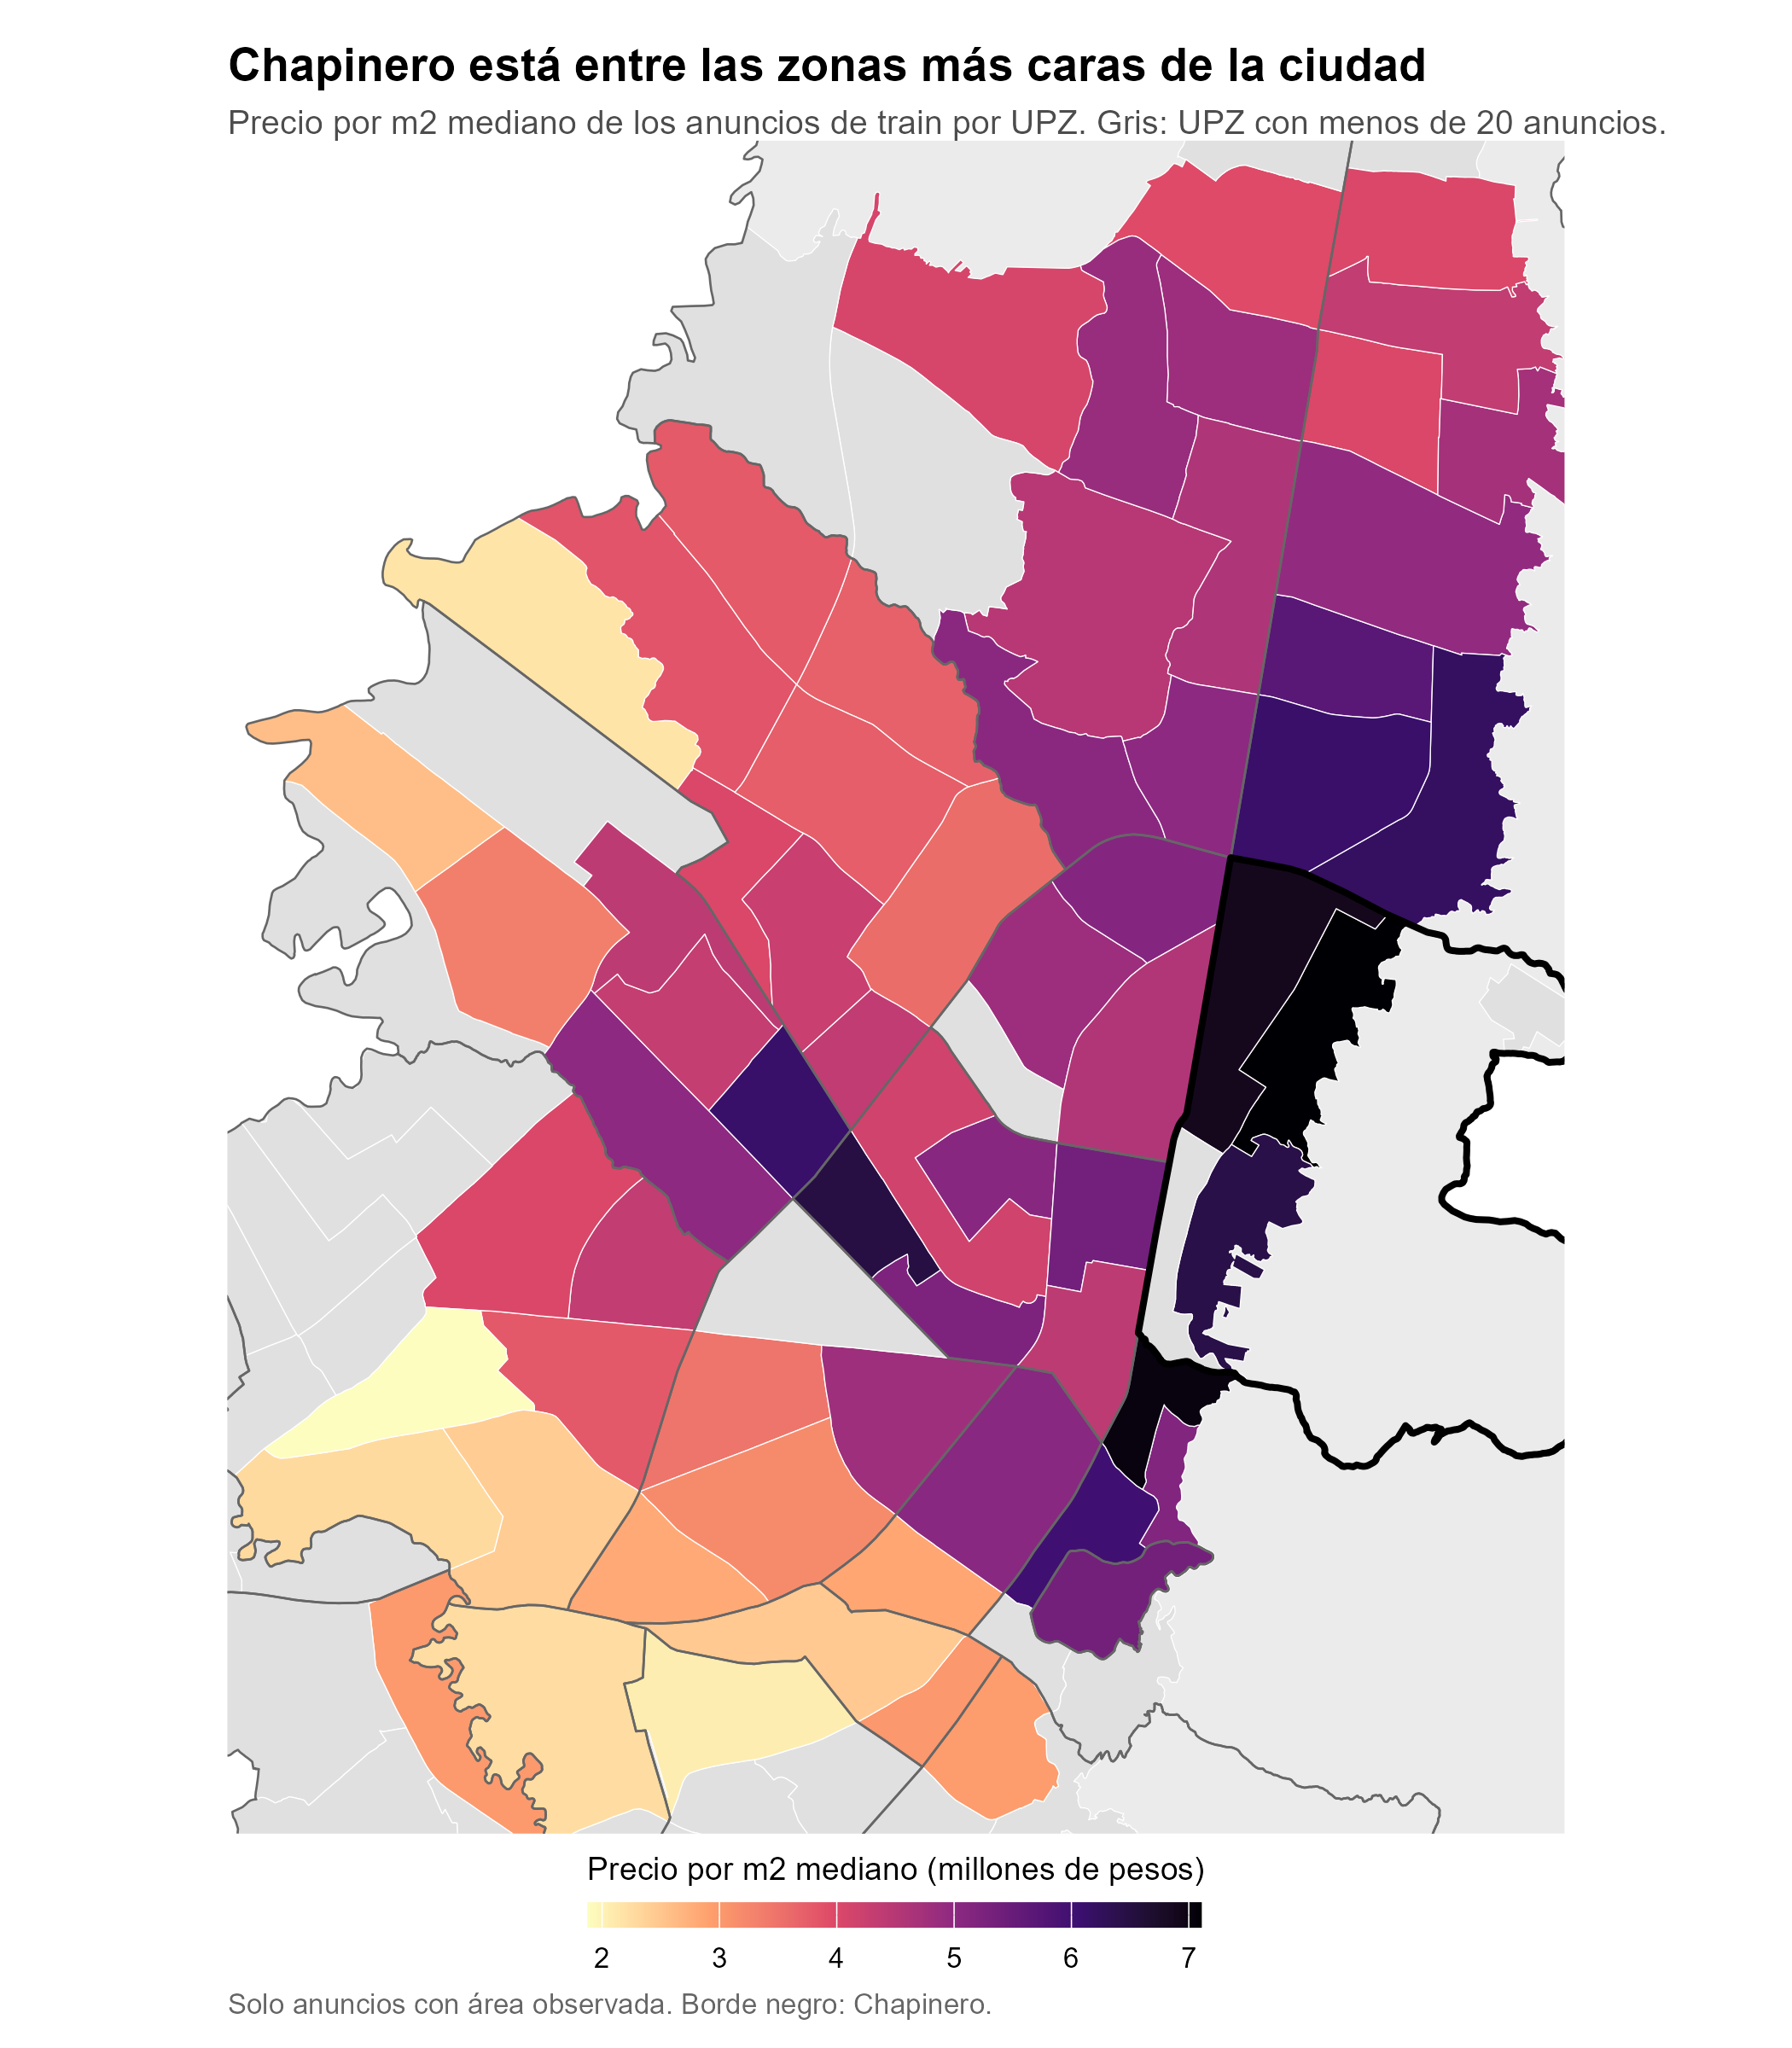 Chapinero está entre las zonas más caras de la ciudad
Precio por m2 mediano de los anuncios de train por UPZ. Gris: UPZ con menos de 20 anuncios.
Precio por m2 mediano (millones de pesos)
2 3 4 5 6 7
Solo anuncios con área observada. Borde negro: Chapinero.